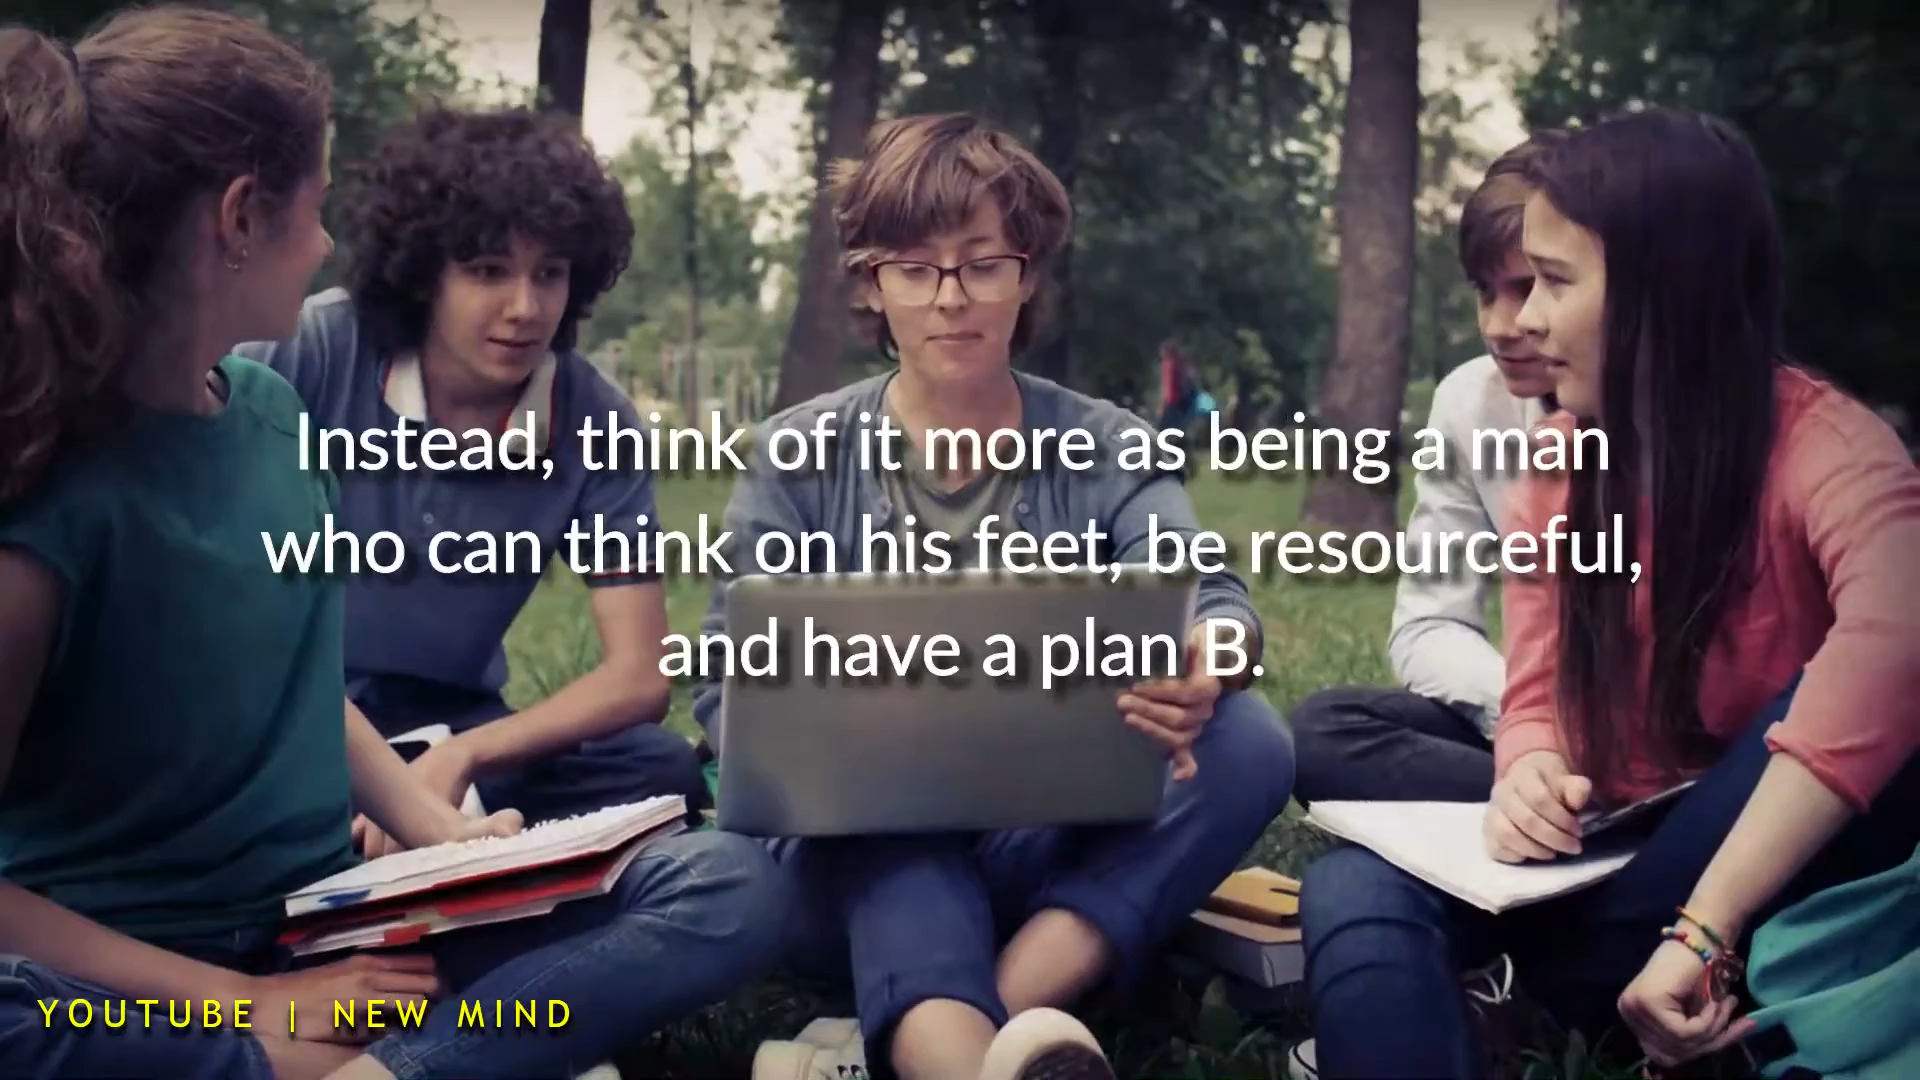 Instead, think of it more as being a man
who can think on his feet, be resourceful,
and have a plan B.
YOUTUBE | NEW MIND